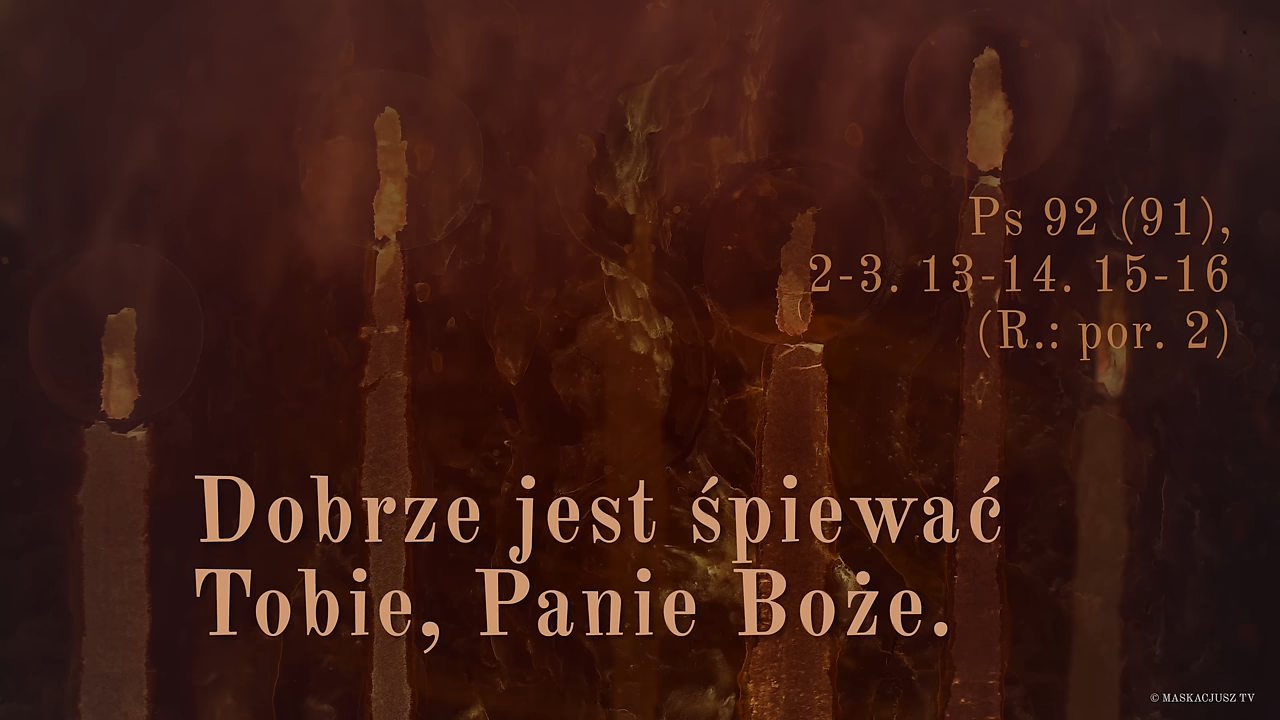 Ps 92 (91),
2-3. 13-14. 15-16
(R.: por. 2)
Dobrze jest śpiewać
Tobie, Panie Boże.
© MASKACJUSZ TV